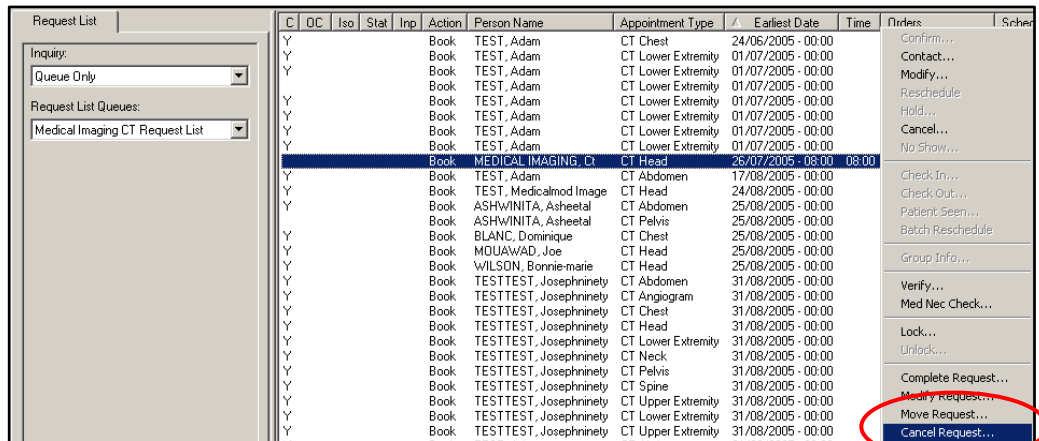 Request List
Inquiry:
Queue Only
Request List Queues:
Medical Imaging CT Request List
C OC Iso Stat Inp Action Person Name Appointment Type Earliest Date Time Orders
Y Book TEST, Adam CT Chest 24/06/2005 - 00:00
Y Book TEST, Adam CT Lower Extremity 01/07/2005 - 00:00
Y Book TEST, Adam CT Lower Extremity 01/07/2005 - 00:00
Book TEST, Adam CT Lower Extremity 01/07/2005 - 00:00
Y Book TEST, Adam CT Lower Extremity 01/07/2005 - 00:00
Y Book TEST, Adam CT Lower Extremity 01/07/2005 - 00:00
Y Book TEST, Adam CT Lower Extremity 01/07/2005 - 00:00
Y Book TEST, Adam CT Lower Extremity 01/07/2005 - 00:00
Book MEDICAL IMAGING, Ct CT Head 26/07/2005 - 08:00 08:00
Y Book TEST, Adam CT Abdomen 17/08/2005 - 00:00
Y Book TEST, Medicalmod Image CT Head 24/08/2005 - 00:00
Y Book ASHWINITA, Asheetal CT Abdomen 25/08/2005 - 00:00
Book ASHWINITA, Asheetal CT Pelvis 25/08/2005 - 00:00
Y Book BLANC, Dominique CT Chest 25/08/2005 - 00:00
Y Book MOUAWAD, Joe CT Head 25/08/2005 - 00:00
Y Book WILSON, Bonnie-marie CT Head 25/08/2005 - 00:00
Y Book TESTTEST, Josephninety CT Abdomen 31/08/2005 - 00:00
Y Book TESTTEST, Josephninety CT Angiogram 31/08/2005 - 00:00
Y Book TESTTEST, Josephninety CT Chest 31/08/2005 - 00:00
Y Book TESTTEST, Josephninety CT Head 31/08/2005 - 00:00
Y Book TESTTEST, Josephninety CT Lower Extremity 31/08/2005 - 00:00
Y Book TESTTEST, Josephninety CT Neck 31/08/2005 - 00:00
Y Book TESTTEST, Josephninety CT Pelvis 31/08/2005 - 00:00
Y Book TESTTEST, Josephninety CT Spine 31/08/2005 - 00:00
Y Book TESTTEST, Josephninety CT Upper Extremity 31/08/2005 - 00:00
Y Book TESTTEST, Josephninety CT Lower Extremity 31/08/2005 - 00:00
Y Book TESTTEST, Josephninety CT Upper Extremity 31/08/2005 - 00:00
Confirm...
Contact...
Modify...
Reschedule
Hold...
Cancel...
No Show...
Check In...
Check Out...
Patient Seen...
Batch Reschedule
Group Info...
Verify...
Med Nec Check...
Lock...
Unlock...
Complete Request...
Modify Request...
Move Request...
Cancel Request...